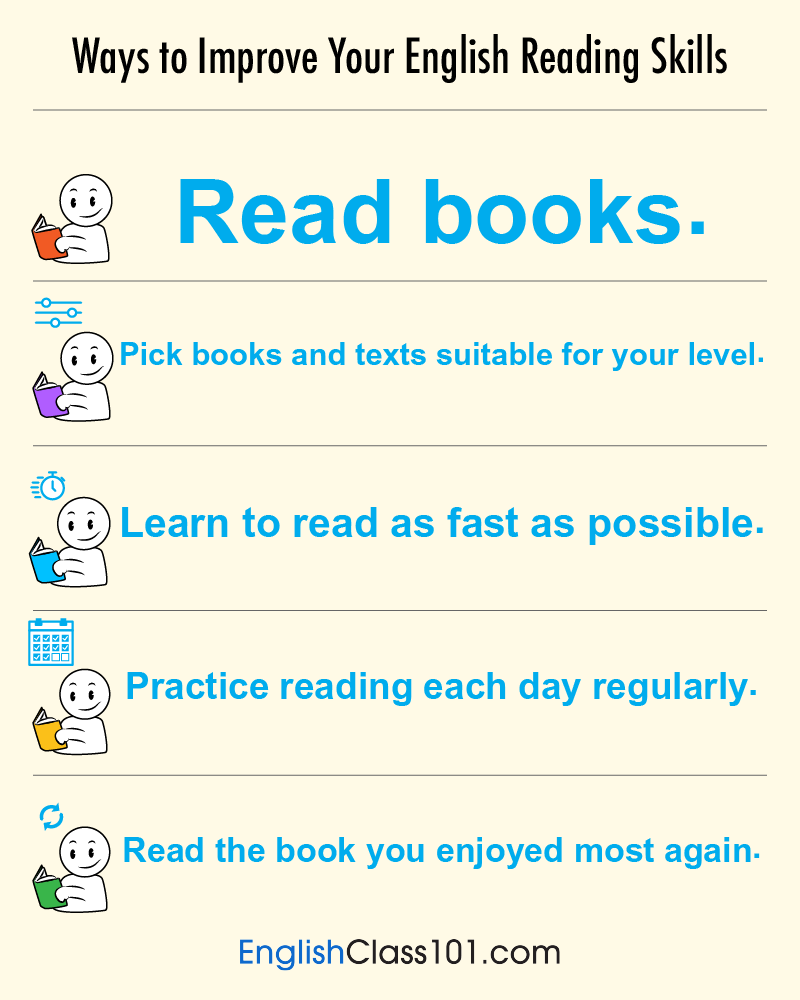 Ways to Improve Your English Reading Skills
Read books.
Pick books and texts suitable for your level.
Learn to read as fast as possible.
Practice reading each day regularly.
Read the book you enjoyed most again.
EnglishClass101.com